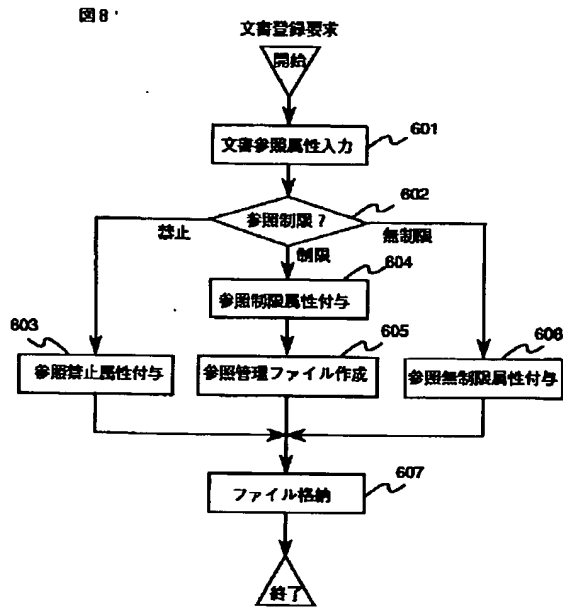 図8
文書登録要求
開始
601
文書参照属性入力
602
参照制限?
禁止
制限
無制限
604
参照制限属性付与
603
605
606
参照禁止属性付与
参照管理ファイル作成
参照無制限属性付与
607
ファイル格納
終了